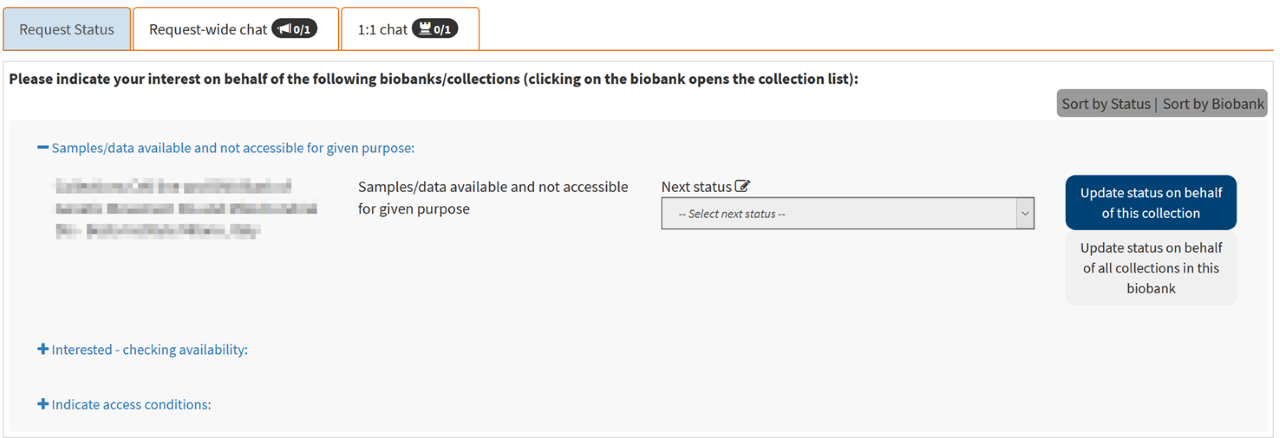 Request Status
Request-wide chat 0/1
1:1 chat 0/1
Please indicate your interest on behalf of the following biobanks/collections (clicking on the biobank opens the collection list):
Sort by Status | Sort by Biobank
Samples/data available and not accessible for given purpose:
Samples/data available and not accessible
for given purpose
Next status
-- Select next status --
Update status on behalf
of this collection
Update status on behalf
of all collections in this
biobank
Interested - checking availability:
Indicate access conditions: